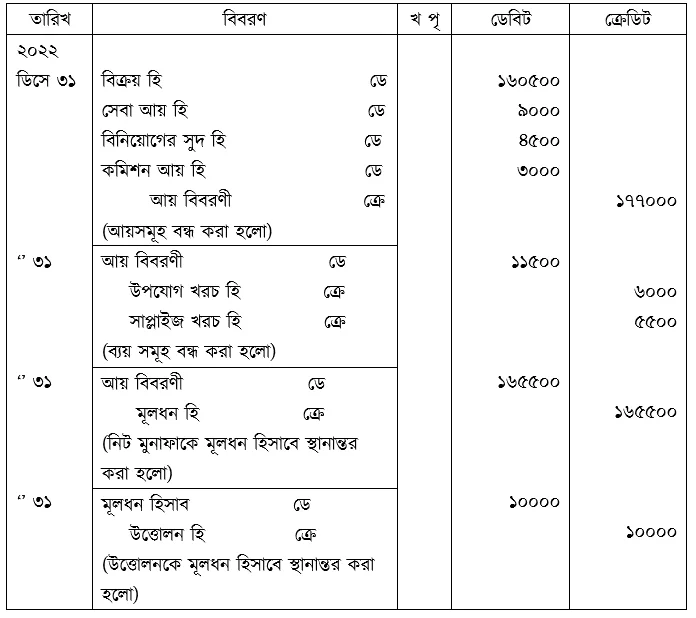 তারিখ বিবরণ খ পৃ ডেবিট ক্রেডিট
২০২২
ডিসে ৩১ বিক্রয় হি ডে ১৬০৫০০
সেবা আয় হি ডে ৯০০০
বিনিয়োগের সুদ হি ডে ৪৫০০
কমিশন আয় হি ডে ৩০০০
আয় বিবরণী ক্রে ১৭৭০০০
(আয়সমূহ বন্ধ করা হলো)
‘’ ৩১ আয় বিবরণী ডে ১১৫০০
উপযোগ খরচ হি ক্রে ৬০০০
সাপ্লাইজ খরচ হি ক্রে ৫৫০০
(ব্যয় সমূহ বন্ধ করা হলো)
‘’ ৩১ আয় বিবরণী ডে ১৬৫৫০০
মূলধন হি ক্রে ১৬৫৫০০
(নিট মুনাফাকে মূলধন হিসাবে স্থানান্তর
করা হলো)
‘’ ৩১ মূলধন হিসাব ডে ১০০০০
উত্তোলন হি ক্রে ১০০০০
(উত্তোলনকে মূলধন হিসাবে স্থানান্তর করা
হলো)